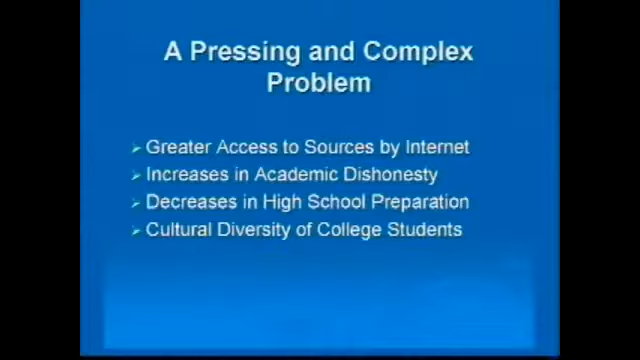 A Pressing and Complex
Problem
Greater Access to Sources by Internet
Increases in Academic Dishonesty
Decreases in High School Preparation
Cultural Diversity of College Students